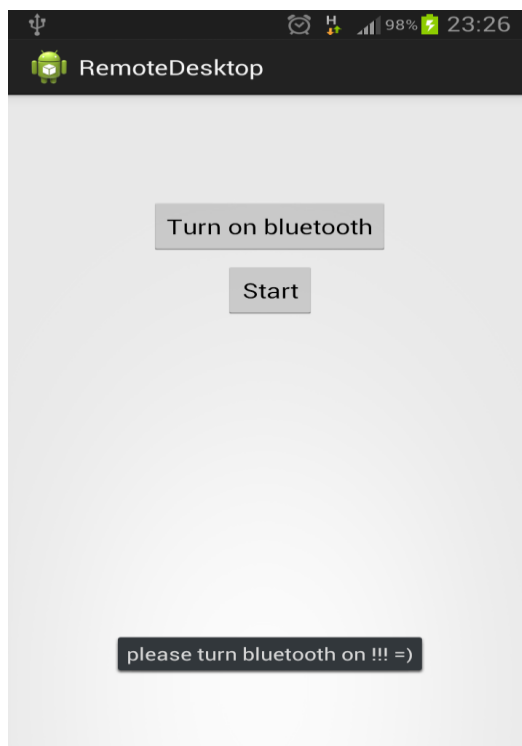 H 98% 23:26
RemoteDesktop
Turn on bluetooth
Start
please turn bluetooth on !!! =)